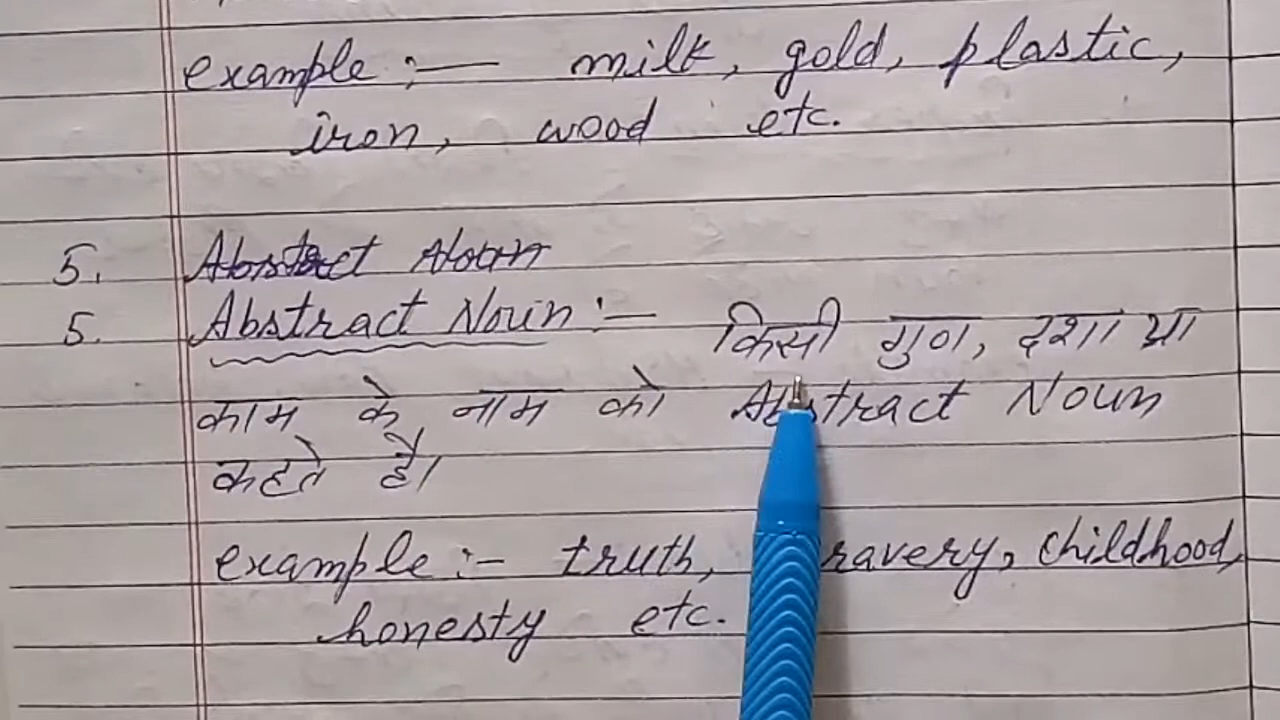 example :— milk, gold, plastic,
iron, wood etc.
5. Abstract Noun
5. Abstract Noun :— किसी गुण, दशा या
काम के नाम को Abstract Noun
कहते है।
example :- truth, ravery, childhood,
honesty etc.